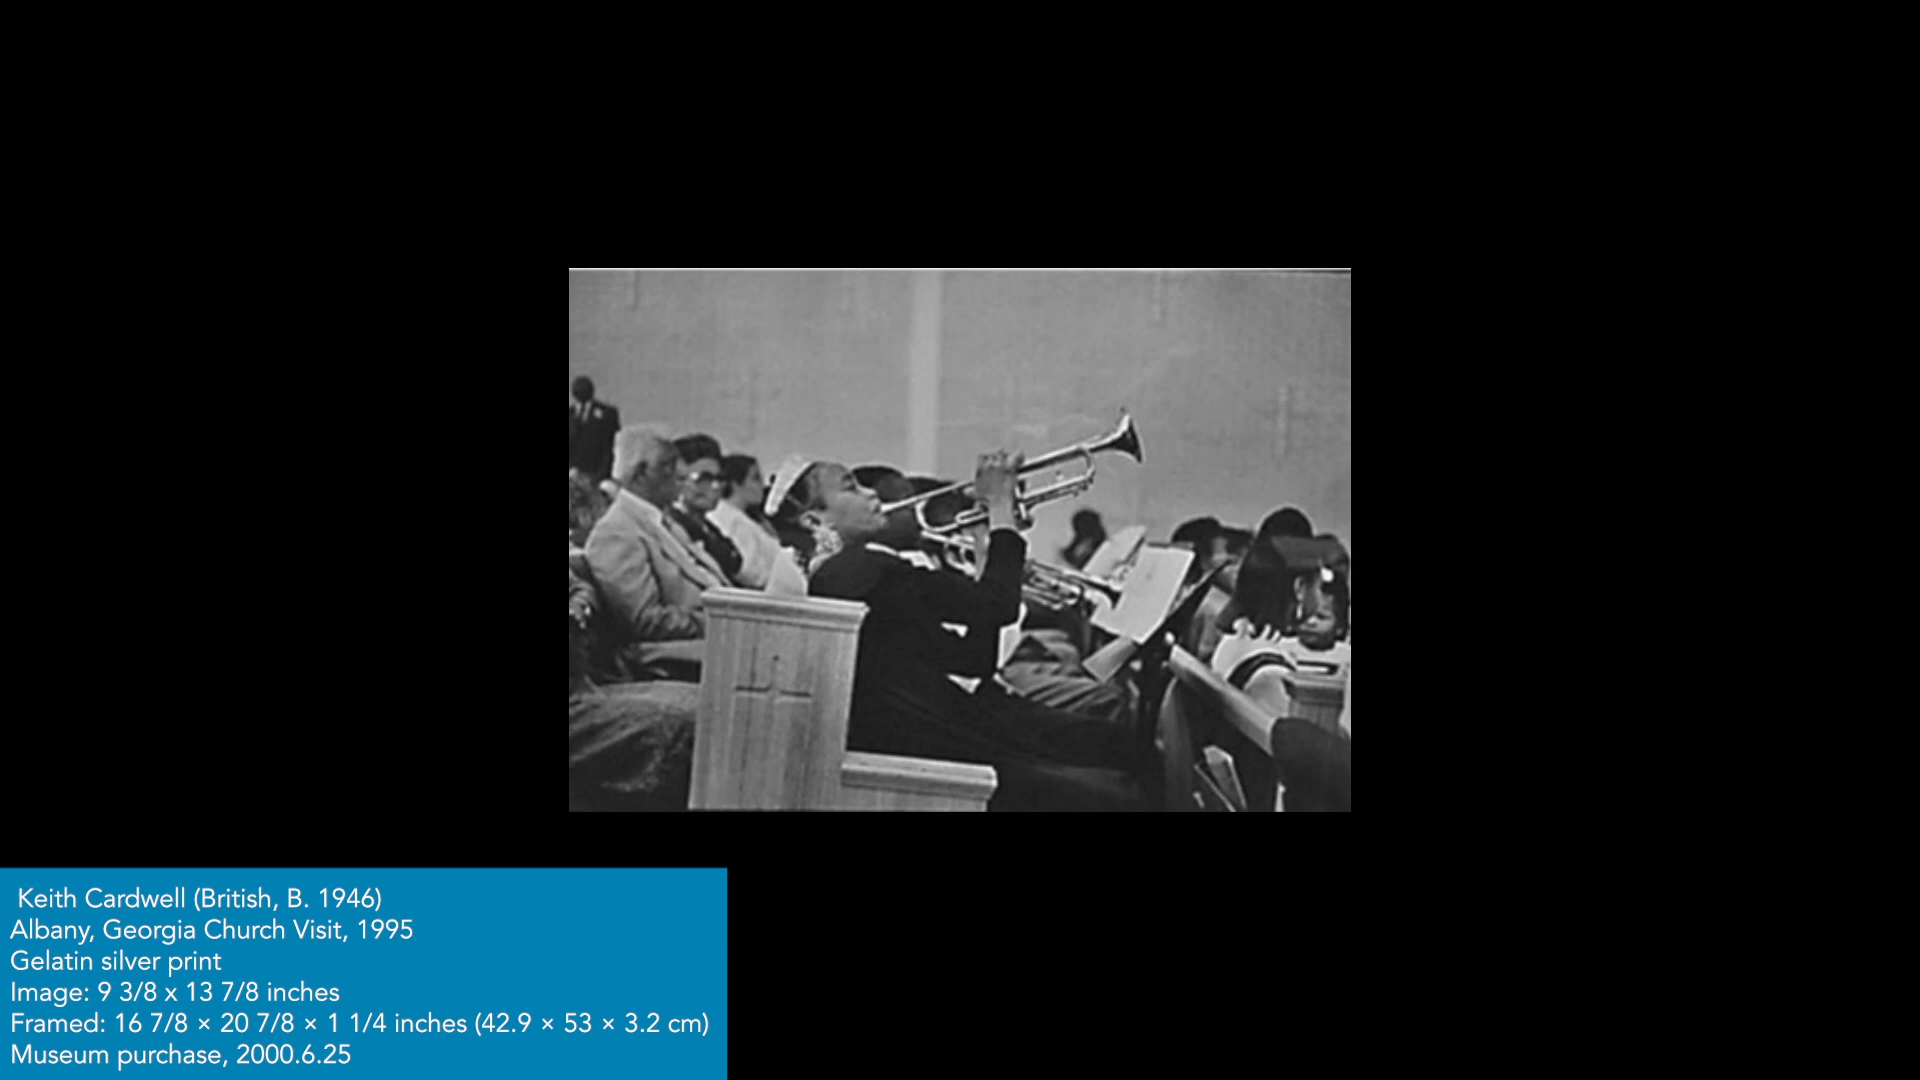 Keith Cardwell (British, B. 1946)
Albany, Georgia Church Visit, 1995
Gelatin silver print
Image: 9 3/8 x 13 7/8 inches
Framed: 16 7/8 × 20 7/8 × 1 1/4 inches (42.9 × 53 × 3.2 cm)
Museum purchase, 2000.6.25